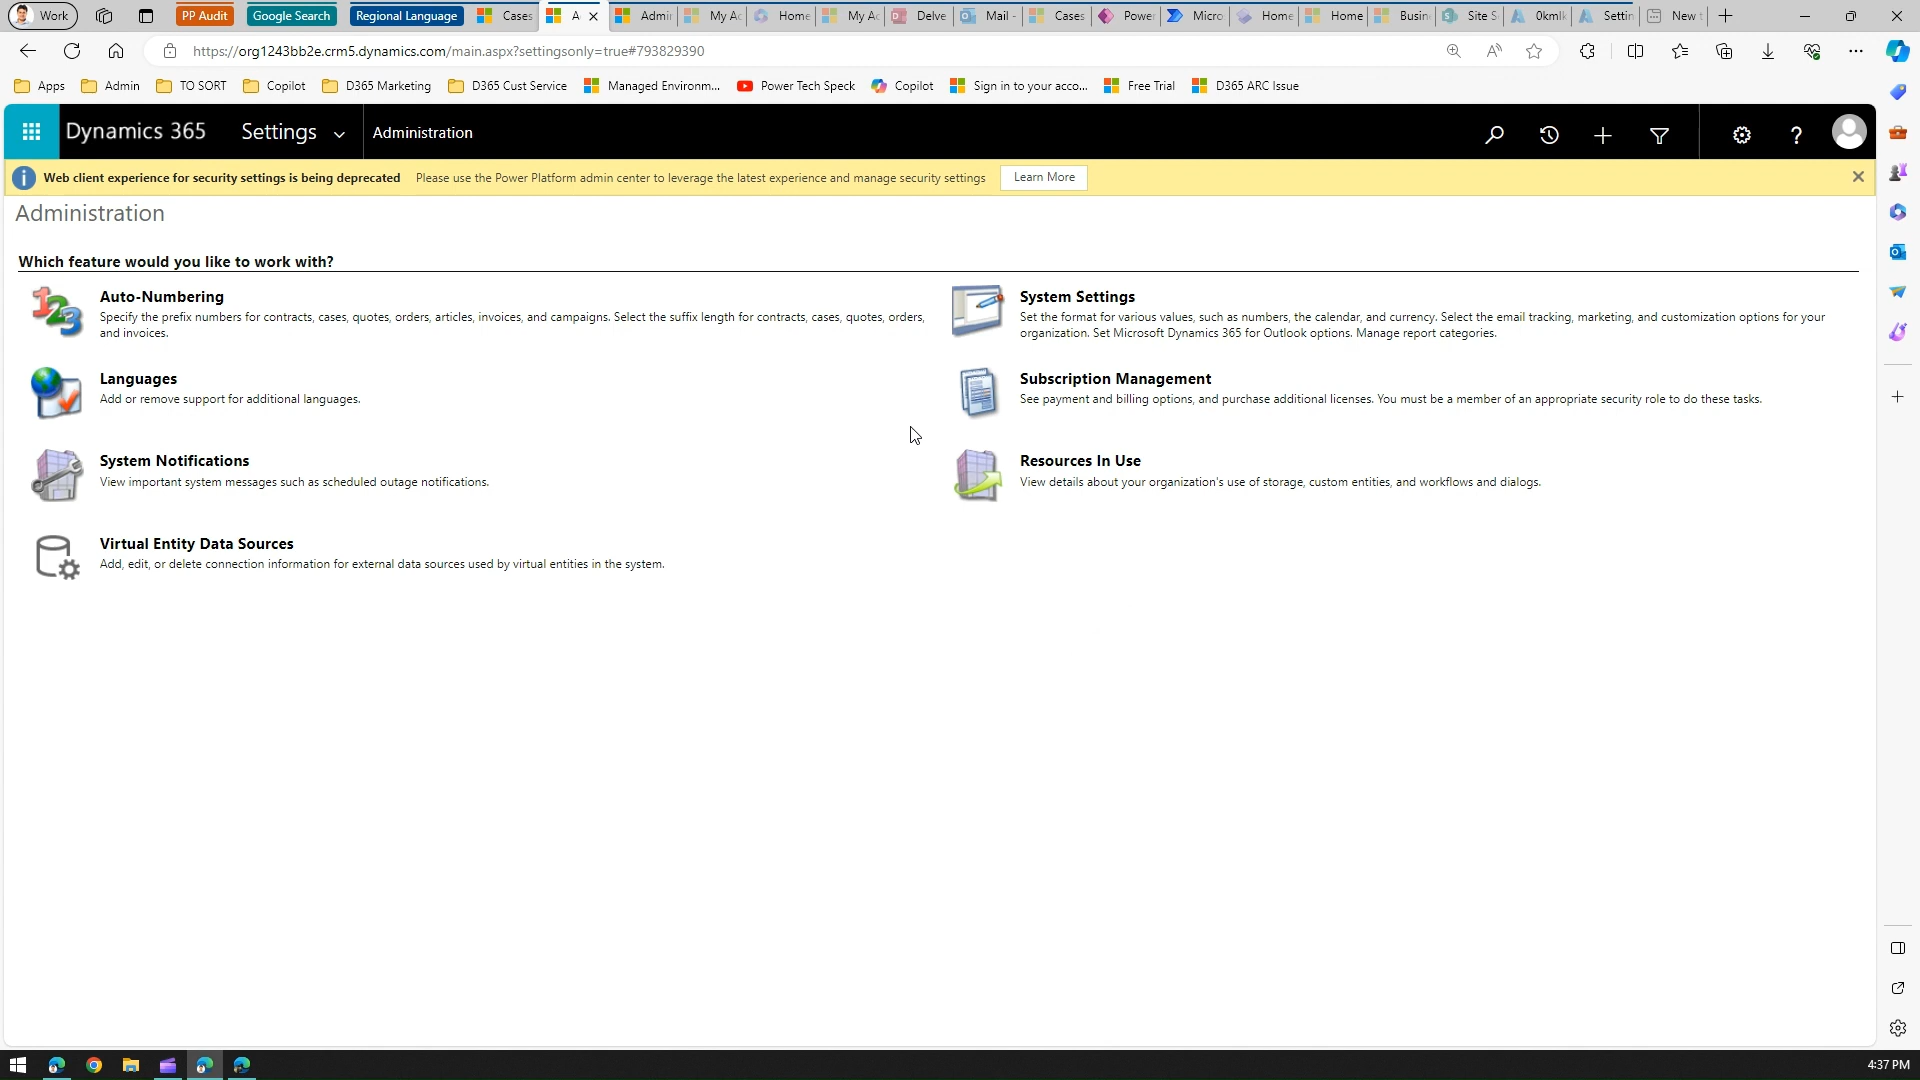 Work
PP Audit
Google Search
Regional Language
Cases
A
Admir
My Ac
Home
My Ac
Delve
Mail -
Cases
Power
Micro
Home
Home
Busin
Site S
0kmlk
Settin
New t
https://org1243bb2e.crm5.dynamics.com/main.aspx?settingsonly=true#793829390
Apps
Admin
TO SORT
Copilot
D365 Marketing
D365 Cust Service
Managed Environm...
Power Tech Speck
Copilot
Sign in to your acco...
Free Trial
D365 ARC Issue
Dynamics 365
Settings
Administration
Web client experience for security settings is being deprecated Please use the Power Platform admin center to leverage the latest experience and manage security settings
Learn More
Administration
Which feature would you like to work with?
Auto-Numbering
Specify the prefix numbers for contracts, cases, quotes, orders, articles, invoices, and campaigns. Select the suffix length for contracts, cases, quotes, orders,
and invoices.
System Settings
Set the format for various values, such as numbers, the calendar, and currency. Select the email tracking, marketing, and customization options for your
organization. Set Microsoft Dynamics 365 for Outlook options. Manage report categories.
Languages
Add or remove support for additional languages.
Subscription Management
See payment and billing options, and purchase additional licenses. You must be a member of an appropriate security role to do these tasks.
System Notifications
View important system messages such as scheduled outage notifications.
Resources In Use
View details about your organization's use of storage, custom entities, and workflows and dialogs.
Virtual Entity Data Sources
Add, edit, or delete connection information for external data sources used by virtual entities in the system.
4:37 PM